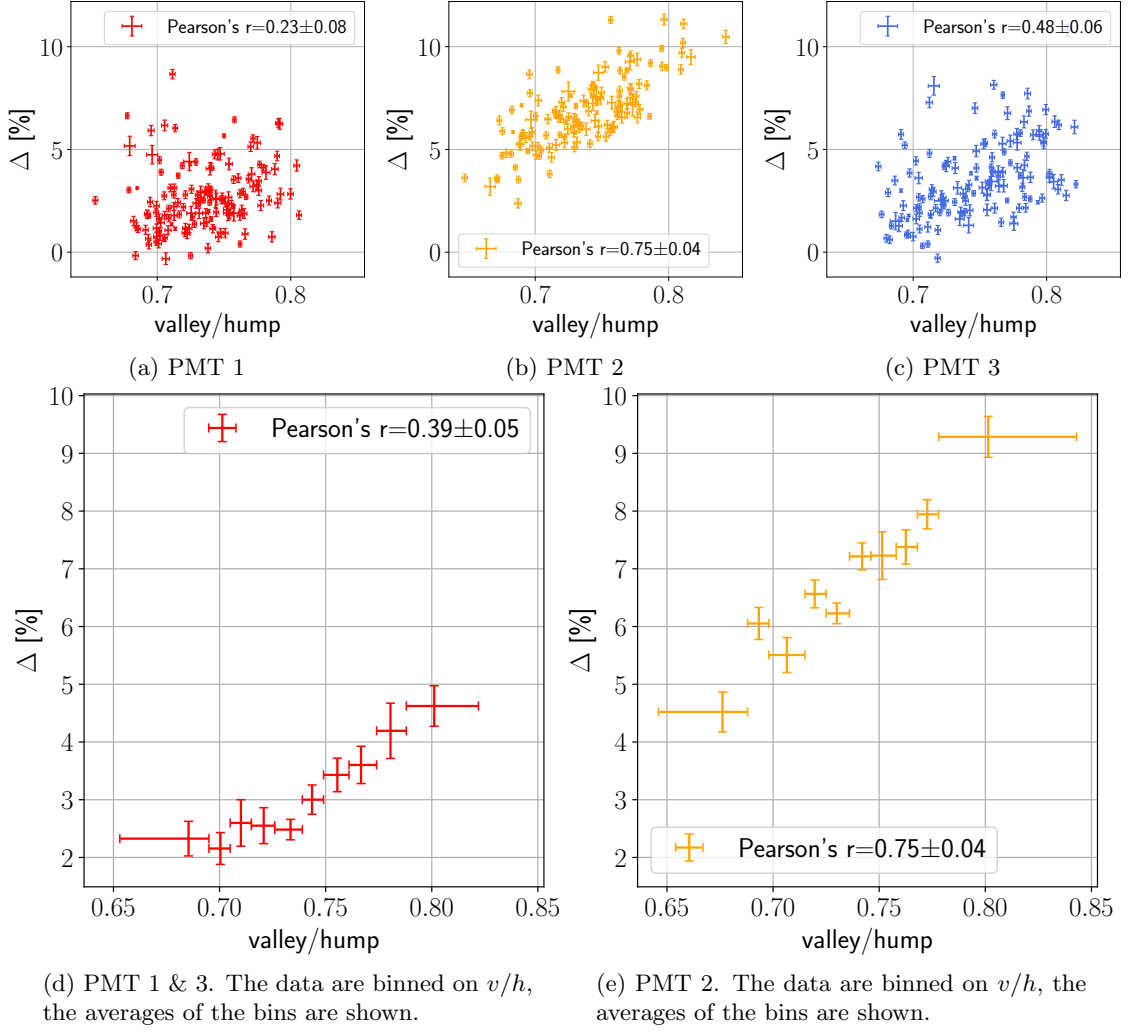 Pearson's r=0.23±0.08
Pearson's r=0.75±0.04
Pearson's r=0.48±0.06
10
5
0
Δ [%]
0.7 0.8
valley/hump
Δ [%]
0.7 0.8
valley/hump
10
5
0
Δ [%]
0.7 0.8
valley/hump
(a) PMT 1
(b) PMT 2
(c) PMT 3
Pearson's r=0.39±0.05
10
9
8
7
6
5
4
3
2
Δ [%]
0.65 0.70 0.75 0.80 0.85
valley/hump
Pearson's r=0.75±0.04
10
9
8
7
6
5
4
3
2
Δ [%]
0.65 0.70 0.75 0.80 0.85
valley/hump
(d) PMT 1 & 3. The data are binned on v/h,
the averages of the bins are shown.
(e) PMT 2. The data are binned on v/h, the
averages of the bins are shown.